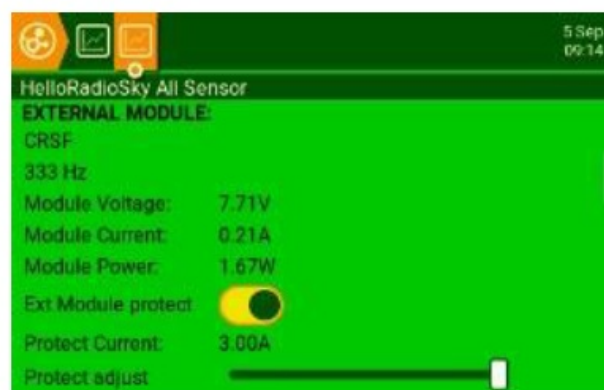 5 Sep
09:14
HelloRadioSky All Sensor
EXTERNAL MODULE:
CRSF
333 Hz
Module Voltage: 7.71V
Module Current: 0.21A
Module Power: 1.67W
Ext Module protect
Protect Current: 3.00A
Protect adjust